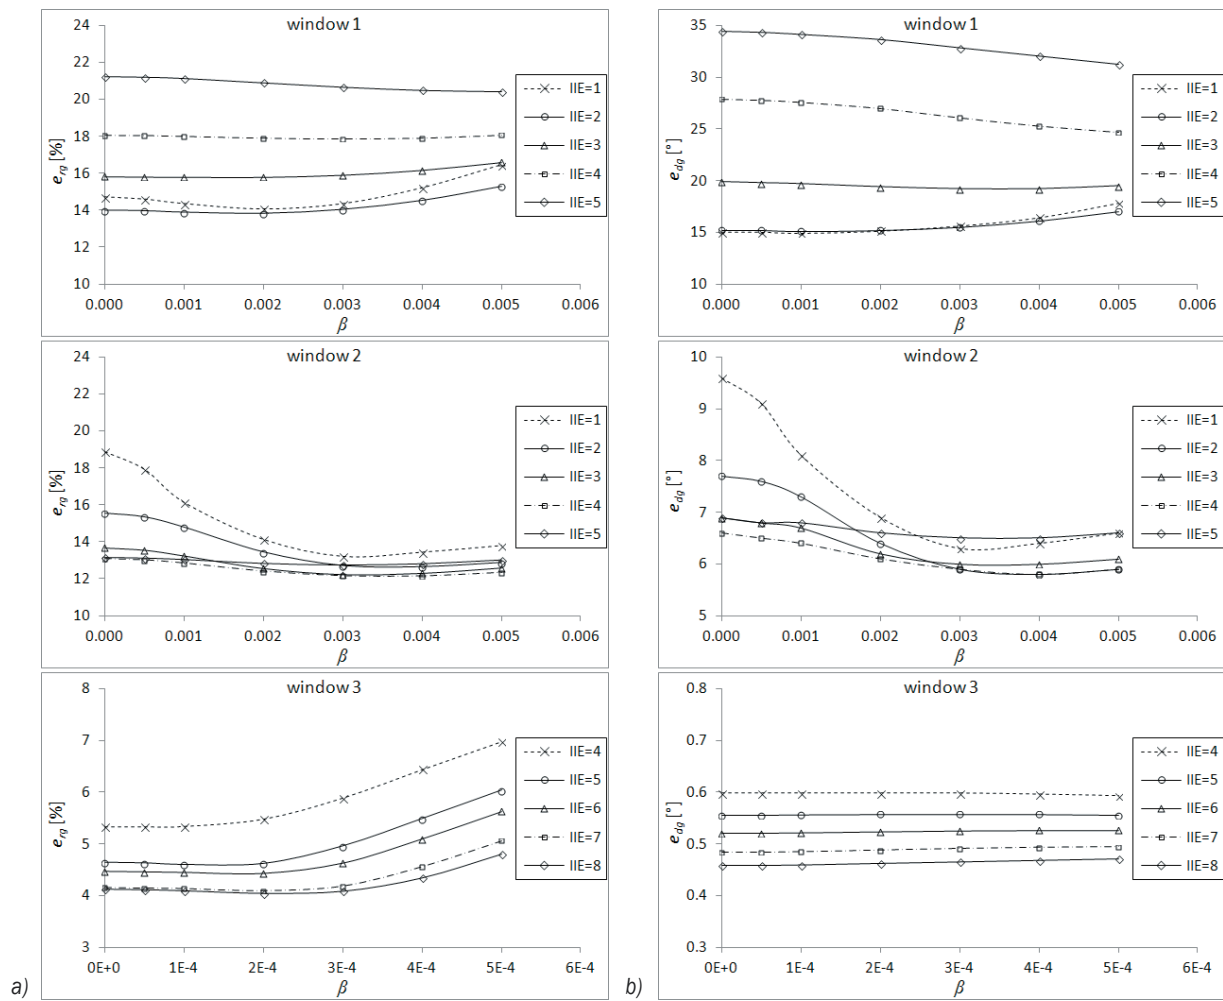 window 1
24
22
20
18
16
14
12
10
e_rg [%]
0.000 0.001 0.002 0.003 0.004 0.005 0.006
β
IIE=1
IIE=2
IIE=3
IIE=4
IIE=5
window 1
35
30
25
20
15
10
e_dg [°]
0.000 0.001 0.002 0.003 0.004 0.005 0.006
β
IIE=1
IIE=2
IIE=3
IIE=4
IIE=5
window 2
24
22
20
18
16
14
12
10
e_rg [%]
0.000 0.001 0.002 0.003 0.004 0.005 0.006
β
IIE=1
IIE=2
IIE=3
IIE=4
IIE=5
window 2
10
9
8
7
6
5
e_dg [°]
0.000 0.001 0.002 0.003 0.004 0.005 0.006
β
IIE=1
IIE=2
IIE=3
IIE=4
IIE=5
window 3
8
7
6
5
4
3
e_rg [%]
0E+0 1E-4 2E-4 3E-4 4E-4 5E-4 6E-4
β
IIE=4
IIE=5
IIE=6
IIE=7
IIE=8
a)
window 3
0.8
0.7
0.6
0.5
0.4
0.3
e_dg [°]
0E+0 1E-4 2E-4 3E-4 4E-4 5E-4 6E-4
β
IIE=4
IIE=5
IIE=6
IIE=7
IIE=8
b)